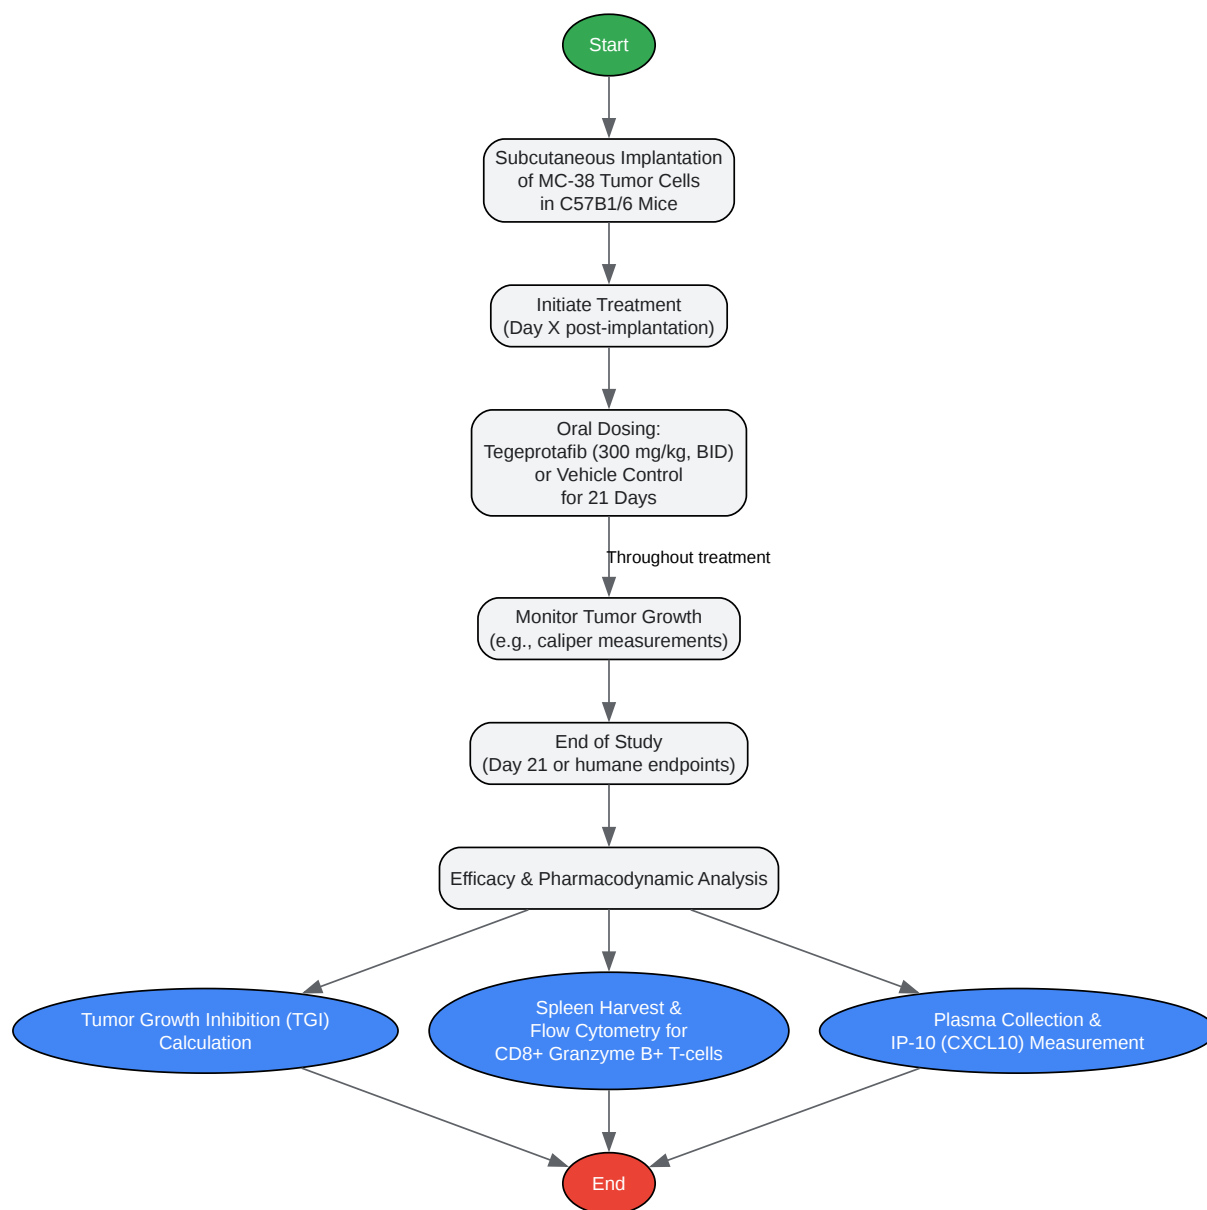 Start
Subcutaneous Implantation
of MC-38 Tumor Cells
in C57B1/6 Mice
Initiate Treatment
(Day X post-implantation)
Oral Dosing:
Tegeprotafib (300 mg/kg, BID)
or Vehicle Control
for 21 Days
Throughout treatment
Monitor Tumor Growth
(e.g., caliper measurements)
End of Study
(Day 21 or humane endpoints)
Efficacy & Pharmacodynamic Analysis
Tumor Growth Inhibition (TGI)
Calculation
Spleen Harvest &
Flow Cytometry for
CD8+ Granzyme B+ T-cells
Plasma Collection &
IP-10 (CXCL10) Measurement
End